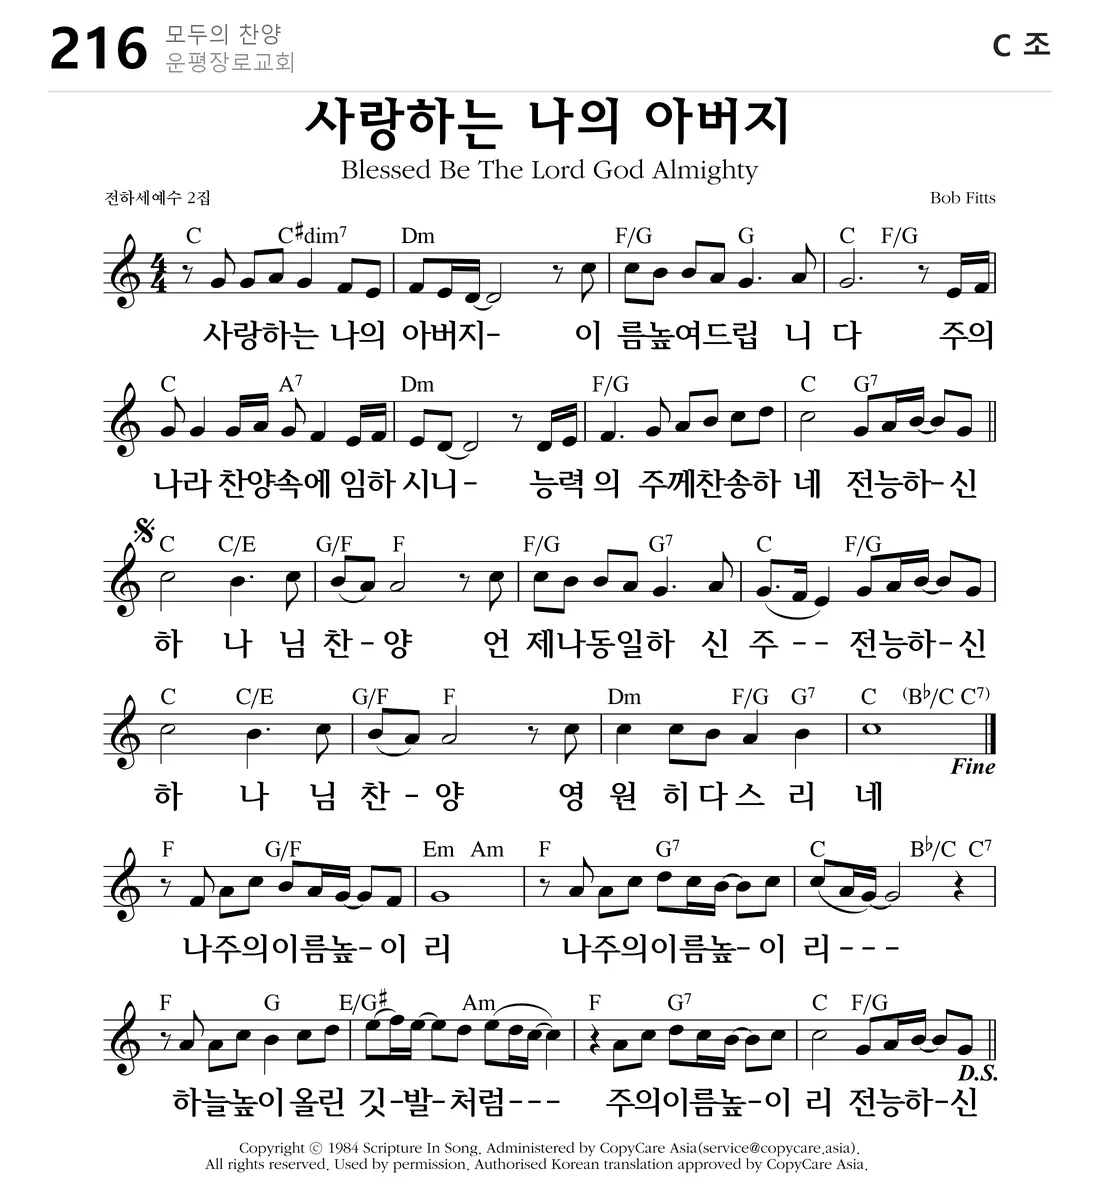 216 모두의 찬양
운평장로교회
C 조
사랑하는 나의 아버지
Blessed Be The Lord God Almighty
전하세예수 2집 Bob Fitts
C C#dim7 Dm F/G G C F/G
사랑하는 나의 아버지- 이 름높여드립 니 다 주의
C A7 Dm F/G C G7
나라 찬양속에 임하 시니- 능력 의 주께찬송하 네 전능하-신
C C/E G/F F F/G G7 C F/G
하 나 님 찬-양 언 제나동일하 신 주-- 전능하-신
C C/E G/F F Dm F/G G7 C (B♭/C C7)
Fine
하 나 님 찬-양 영 원 히다스 리 네
F G/F Em Am F G7 C B♭/C C7
나주의이름높-이 리 나주의이름높-이 리---
F G E/G# Am F G7 C F/G
D.S.
하늘높이 올린 깃-발-처럼--- 주의이름높-이 리 전능하-신
Copyright ⓒ 1984 Scripture In Song. Administered by CopyCare Asia(service@copycare.asia).
All rights reserved. Used by permission. Authorised Korean translation approved by CopyCare Asia.